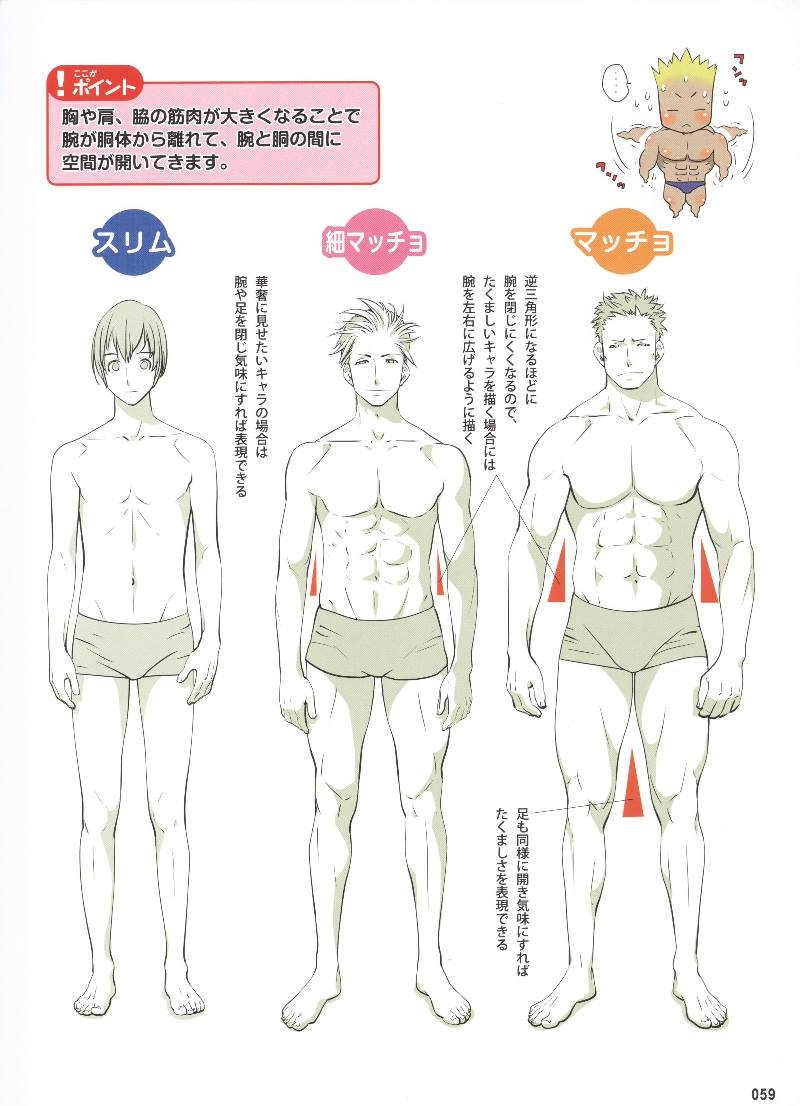 !
ここが
ポイント
胸や肩、脇の筋肉が大きくなることで
腕が胴体から離れて、腕と胴の間に
空間が開いてきます。
…
フンッ
フーンッ
スリム
細マッチョ
マッチョ
華奢に見せたいキャラの場合は
腕や足を閉じ気味にすれば表現できる
逆三角形になるほどに
腕を閉じにくくなるので、
たくましいキャラを描く場合には
腕を左右に広げるように描く
足も同様に開き気味にすれば
たくましさを表現できる
059